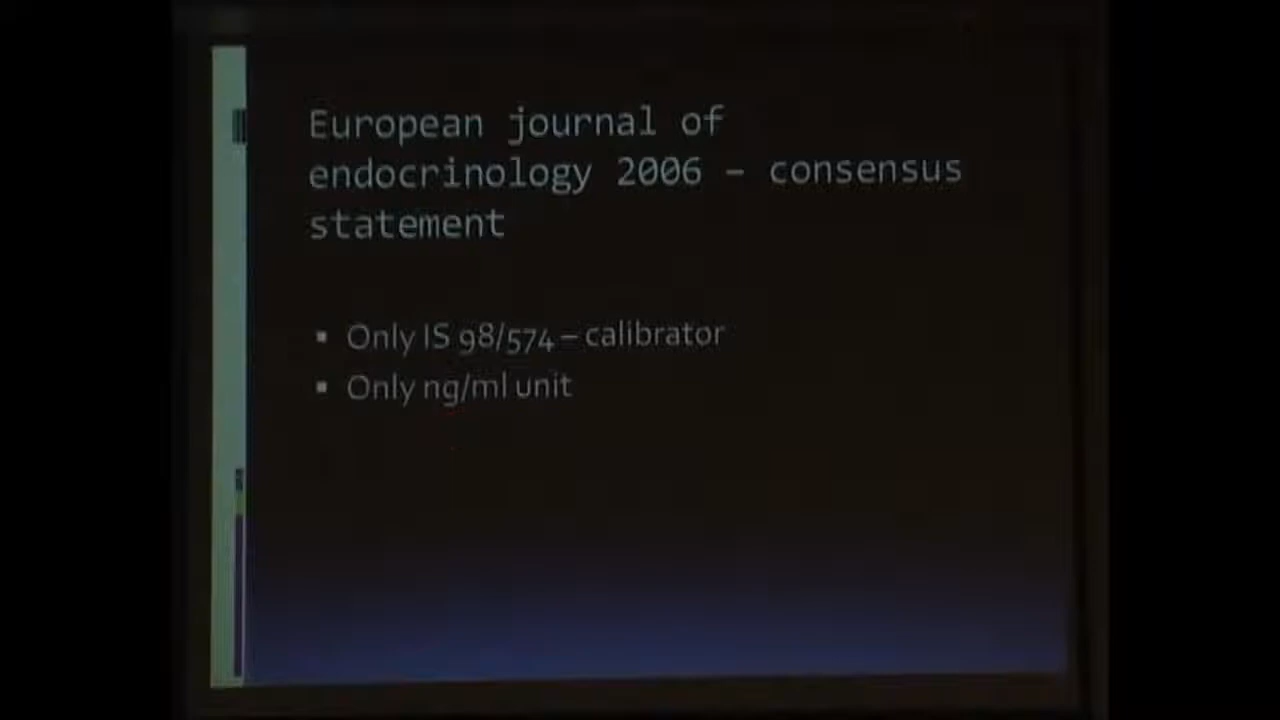 European journal of
endocrinology 2006 – consensus
statement
▪ Only IS 98/574 – calibrator
▪ Only ng/ml unit